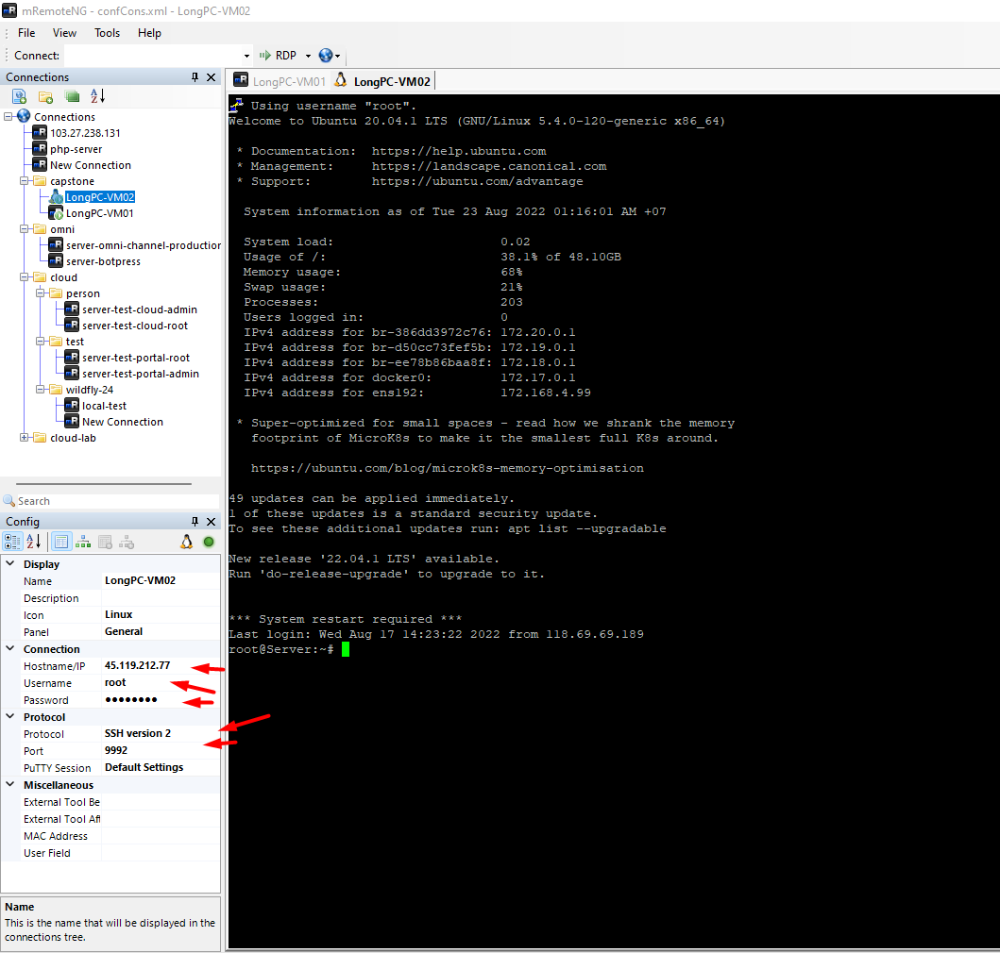 mRemoteNG - confCons.xml - LongPC-VM02
File View Tools Help
Connect: RDP
Connections
Connections
103.27.238.131
php-server
New Connection
capstone
LongPC-VM02
LongPC-VM01
omni
server-omni-channel-production
server-botpress
cloud
person
server-test-cloud-admin
server-test-cloud-root
test
server-test-portal-root
server-test-portal-admin
wildfly-24
local-test
New Connection
cloud-lab
Search
Config
Display
Name LongPC-VM02
Description
Icon Linux
Panel General
Connection
Hostname/IP 45.119.212.77
Username root
Password ●●●●●●●●
Protocol
Protocol SSH version 2
Port 9992
PuTTY Session Default Settings
Miscellaneous
External Tool Be
External Tool Aft
MAC Address
User Field
Name
This is the name that will be displayed in the
connections tree.
LongPC-VM01 LongPC-VM02
Using username "root".
Welcome to Ubuntu 20.04.1 LTS (GNU/Linux 5.4.0-120-generic x86_64)
* Documentation: https://help.ubuntu.com
* Management: https://landscape.canonical.com
* Support: https://ubuntu.com/advantage
System information as of Tue 23 Aug 2022 01:16:01 AM +07
System load: 0.02
Usage of /: 38.1% of 48.10GB
Memory usage: 68%
Swap usage: 21%
Processes: 203
Users logged in: 0
IPv4 address for br-386dd3972c76: 172.20.0.1
IPv4 address for br-d50cc73fef5b: 172.19.0.1
IPv4 address for br-ee78b86baa8f: 172.18.0.1
IPv4 address for docker0: 172.17.0.1
IPv4 address for ens192: 172.168.4.99
* Super-optimized for small spaces - read how we shrank the memory
footprint of MicroK8s to make it the smallest full K8s around.
https://ubuntu.com/blog/microk8s-memory-optimisation
49 updates can be applied immediately.
1 of these updates is a standard security update.
To see these additional updates run: apt list --upgradable
New release '22.04.1 LTS' available.
Run 'do-release-upgrade' to upgrade to it.
*** System restart required ***
Last login: Wed Aug 17 14:23:22 2022 from 118.69.69.189
root@Server:~#